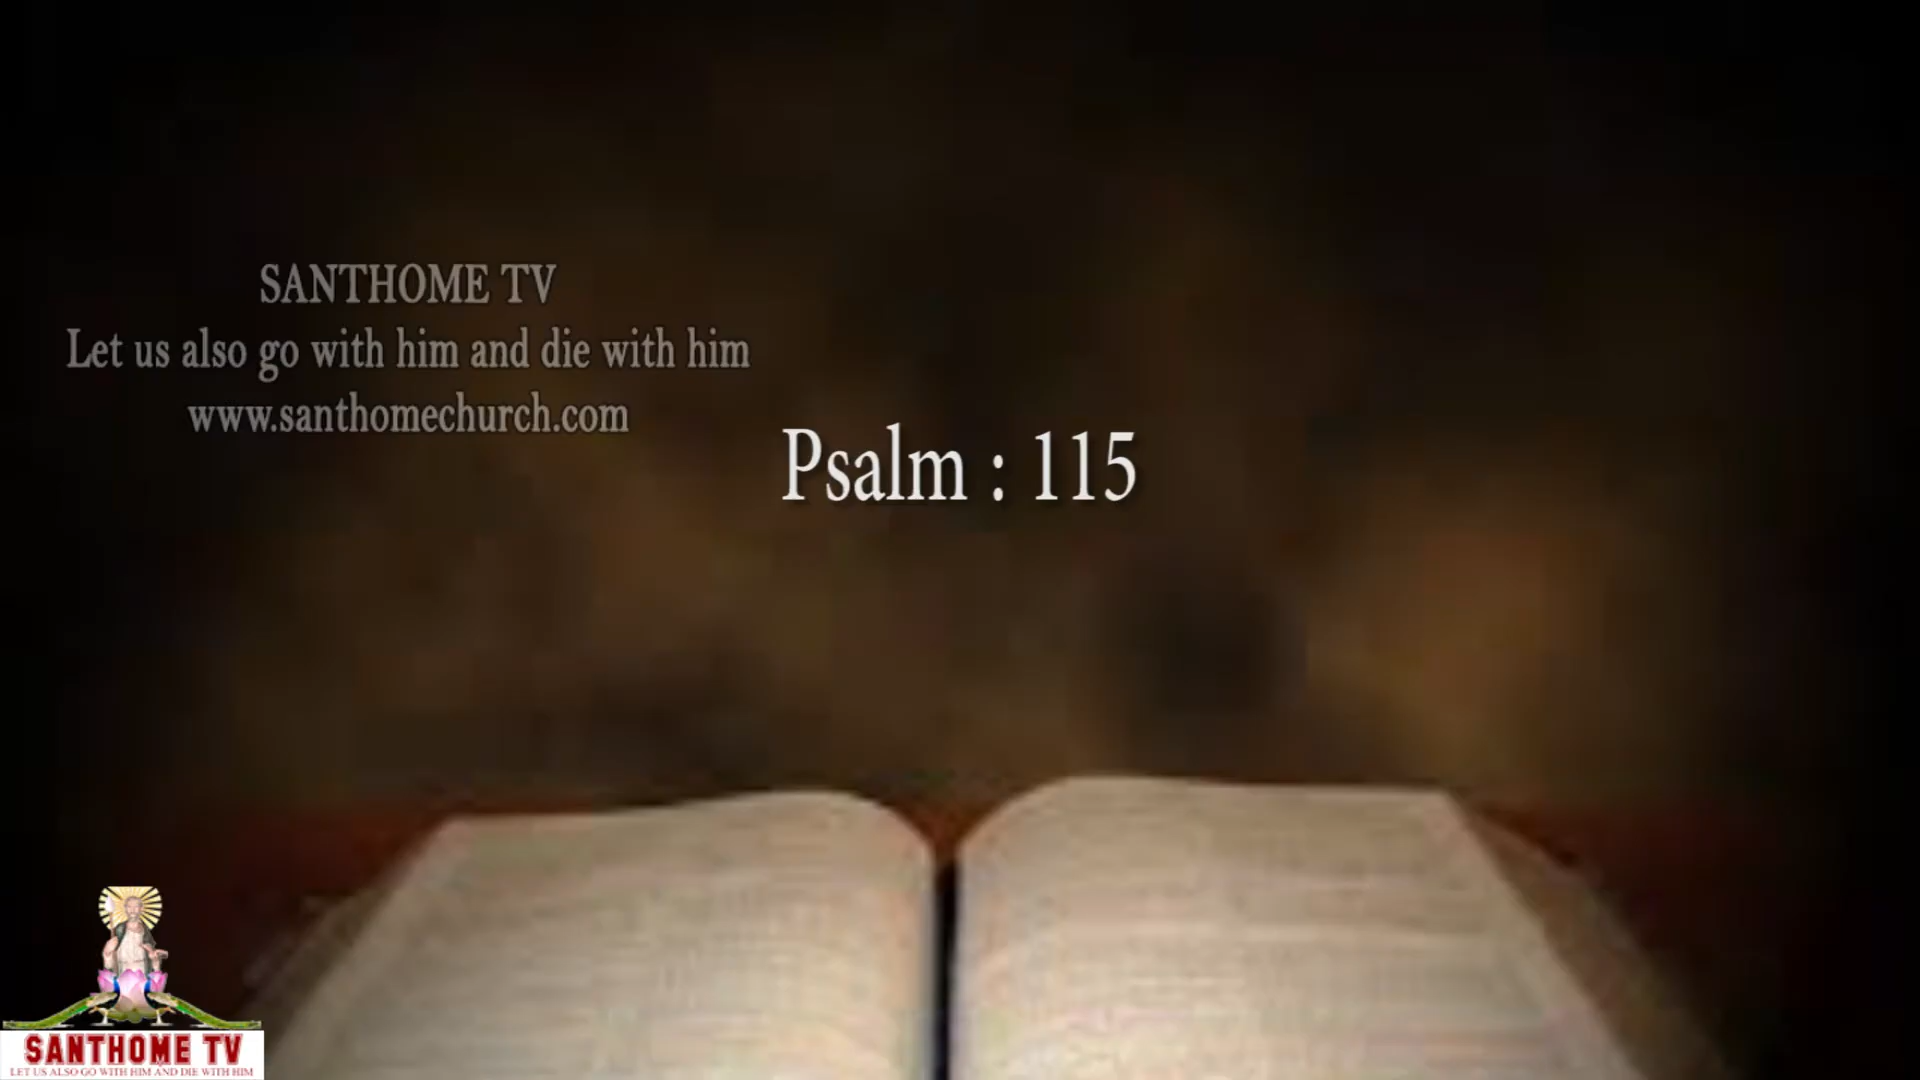 SANTHOME TV
Let us also go with him and die with him
www.santhomechurch.com
Psalm : 115
SANTHOME TV
LET US ALSO GO WITH HIM AND DIE WITH HIM